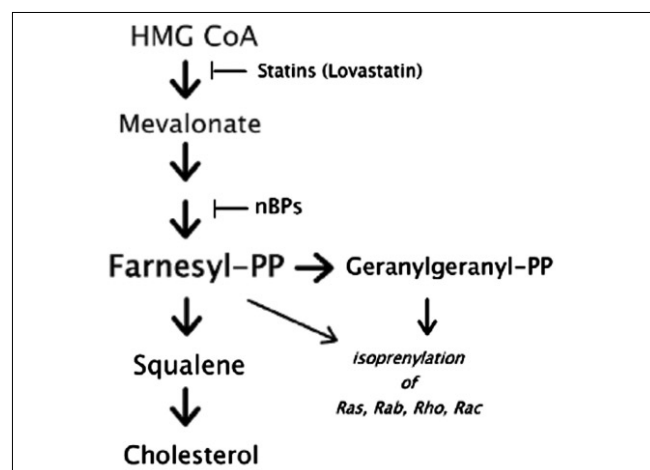 HMG CoA
Statins (Lovastatin)
Mevalonate
nBPs
Farnesyl-PP
Geranylgeranyl-PP
Squalene
isoprenylation
of
Ras, Rab, Rho, Rac
Cholesterol